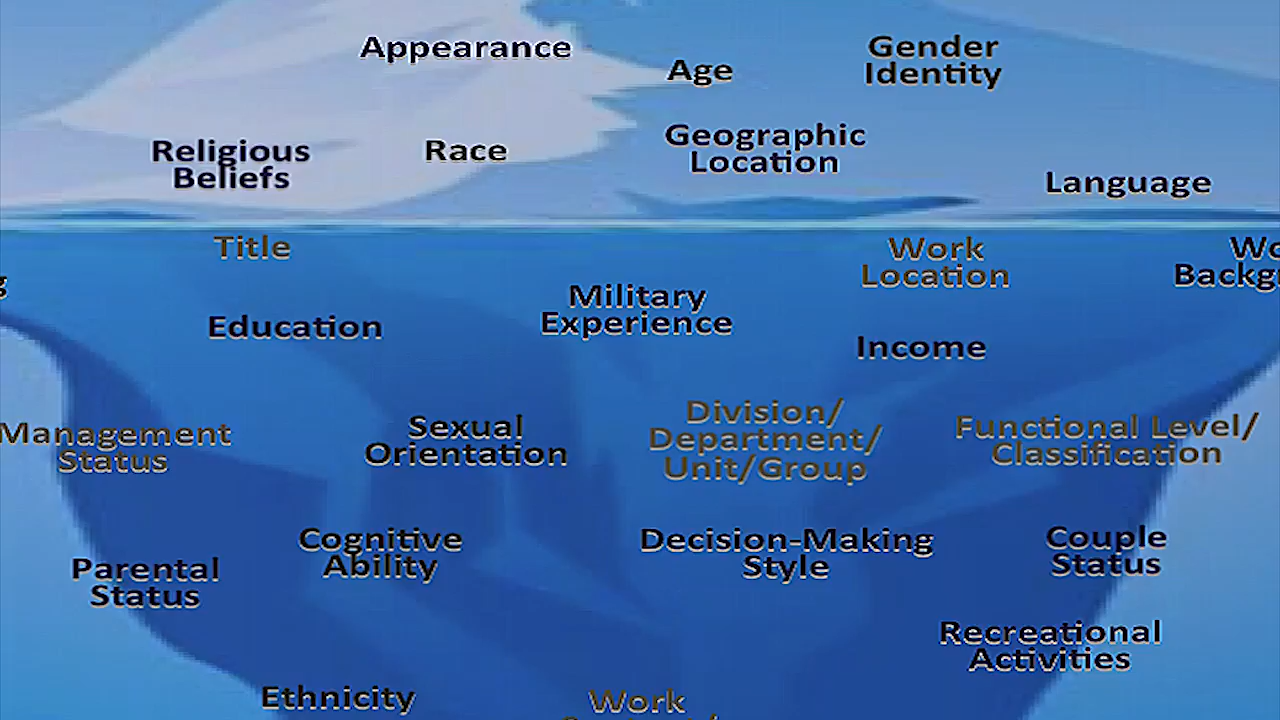 Appearance
Age
Gender
Identity
Religious
Beliefs
Race
Geographic
Location
Language
Title
Work
Location
Military
Experience
Education
Income
Management
Status
Sexual
Orientation
Division/
Department/
Unit/Group
Functional Level/
Classification
Cognitive
Ability
Decision-Making
Style
Couple
Status
Parental
Status
Recreational
Activities
Ethnicity
Work